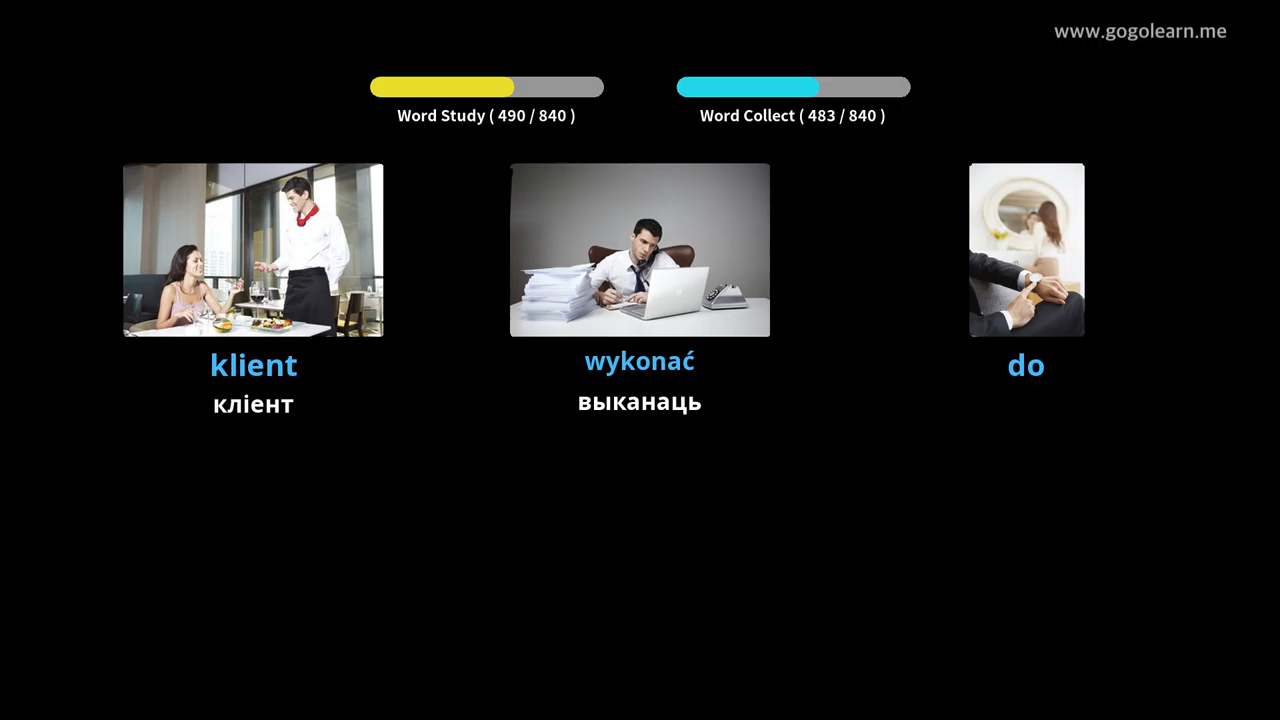 www.gogolearn.me
Word Study ( 490 / 840 )
Word Collect ( 483 / 840 )
klient
wykonać
do
кліент
выканаць